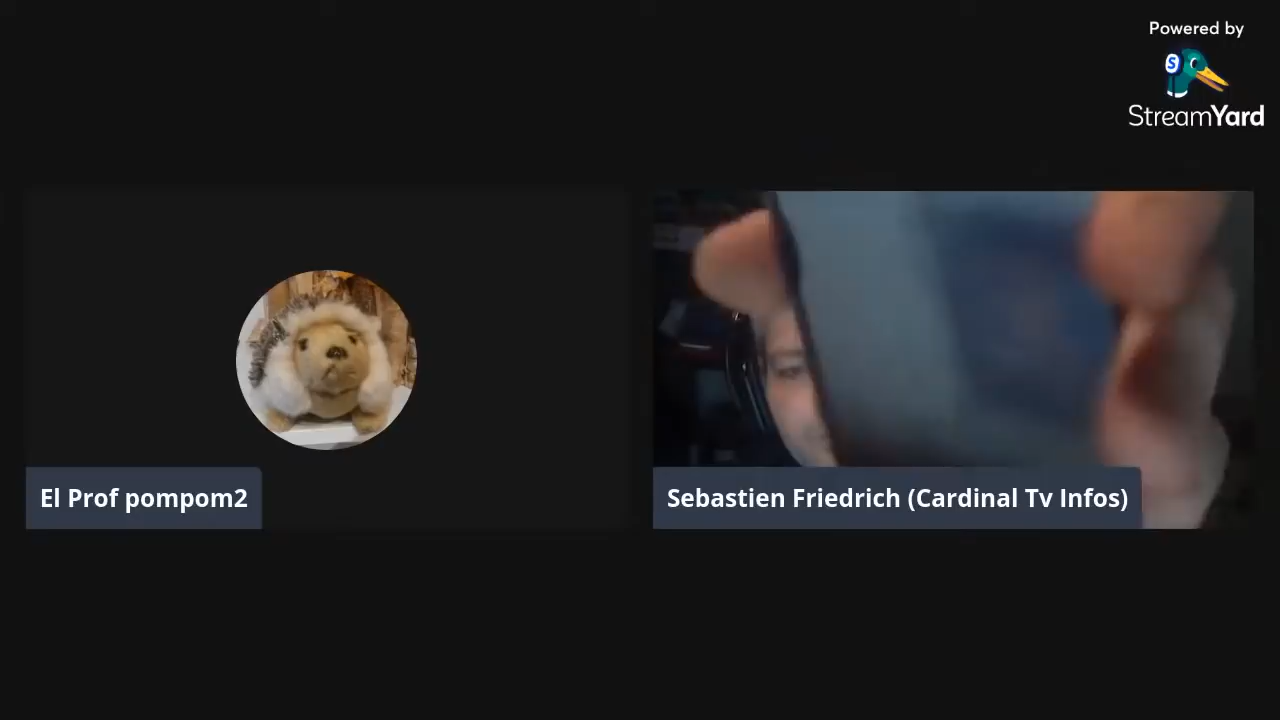 Powered by
StreamYard
El Prof pompom2
Sebastien Friedrich (Cardinal Tv Infos)